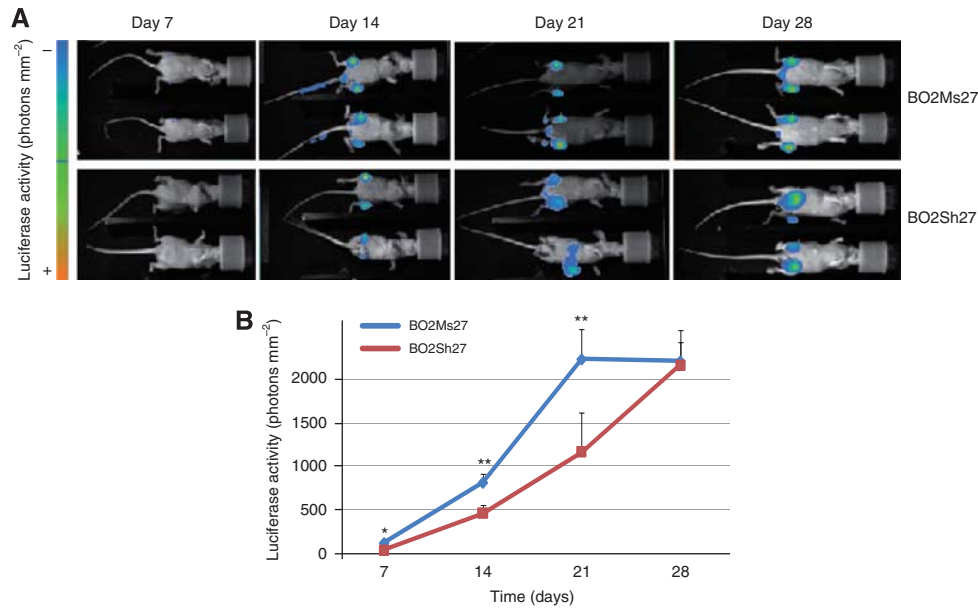 A
Day 7
Day 14
Day 21
Day 28
Luciferase activity (photons mm−2)
−
+
BO2Ms27
BO2Sh27
B
Luciferase activity (photons mm−2)
BO2Ms27
BO2Sh27
**
**
*
2000
1500
1000
500
0
7
14
21
28
Time (days)